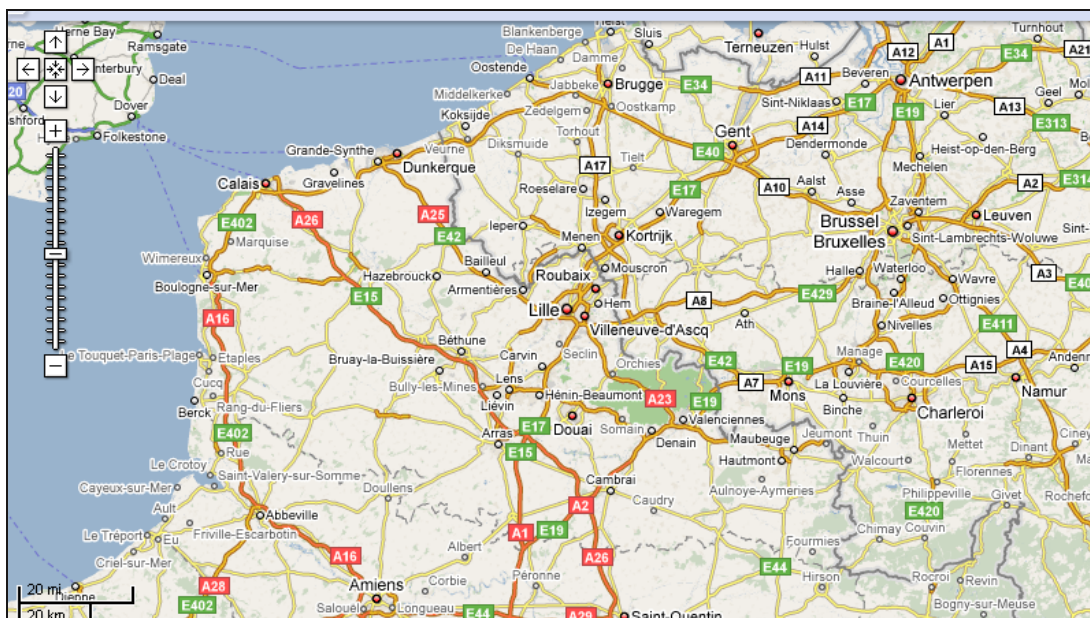 Herne Bay
Ramsgate
Deal
Dover
Folkestone
20
Blankenberge
De Haan
Sluis
Terneuzen
Hulst
Turnhout
A12
A1
E34
A21
Oostende
Damme
Jabbeke
Brugge
E34
A11
Beveren
Antwerpen
Middelkerke
Zedelgem
Oostkamp
Sint-Niklaas
E17
Lier
A13
Geel
Koksijde
Torhout
Gent
A14
E19
E313
Veurne
Diksmuide
A17
Tielt
E40
Dendermonde
Mechelen
Heist-op-den-Berg
Grande-Synthe
Dunkerque
Gravelines
Calais
Roeselare
E17
A10
Aalst
Asse
Zaventem
A2
E314
E402
A26
A25
Izegem
Waregem
Brussel
Bruxelles
Leuven
Marquise
E42
Ieper
Menen
Kortrijk
Sint-Lambrechts-Woluwe
Wimereux
Hazebrouck
Bailleul
Roubaix
Mouscron
Halle
Waterloo
Wavre
A3
Boulogne-sur-Mer
E15
Armentières
Lille
Hem
A8
E429
Braine-l'Alleud
Ottignies
A16
Villeneuve-d'Ascq
Ath
Nivelles
E411
Le Touquet-Paris-Plage
Etaples
Béthune
Seclin
Bruay-la-Buissière
Carvin
Orchies
E42
E19
Manage
E420
A15
A4
Cucq
Bully-les-Mines
Lens
A7
Mons
La Louvière
Courcelles
Namur
Berck
Rang-du-Fliers
Liévin
Hénin-Beaumont
A23
E19
Binche
Charleroi
E402
Arras
E17
Douai
Somain
Valenciennes
Thuin
Rue
E15
Denain
Maubeuge
Jeumont
Mettet
Dinant
Le Crotoy
Hautmont
Walcourt
Florennes
Saint-Valery-sur-Somme
Cayeux-sur-Mer
Doullens
Cambrai
Caudry
Aulnoye-Aymeries
Philippeville
Givet
Ault
Abbeville
A2
E420
Le Tréport
Eu
Friville-Escarbotin
A1
E19
Chimay
Couvin
Criel-sur-Mer
A16
Albert
A26
Fourmies
20 mi
A28
Amiens
Corbie
Péronne
E44
Hirson
Rocroi
Revin
E402
Salouël
Longueau
20 km
E44
A29
Saint-Quentin
Bogny-sur-Meuse